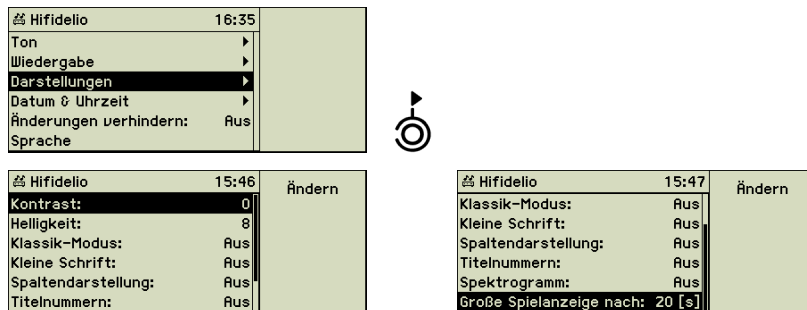 Hifidelio 16:35
Ton
Wiedergabe
Darstellungen
Datum & Uhrzeit
Änderungen verhindern: Aus
Sprache
Hifidelio 15:46
Ändern
Kontrast: 0
Helligkeit: 8
Klassik-Modus: Aus
Kleine Schrift: Aus
Spaltendarstellung: Aus
Titelnummern: Aus
Hifidelio 15:47
Ändern
Klassik-Modus: Aus
Kleine Schrift: Aus
Spaltendarstellung: Aus
Titelnummern: Aus
Spektrogramm: Aus
Große Spielanzeige nach: 20 [s]